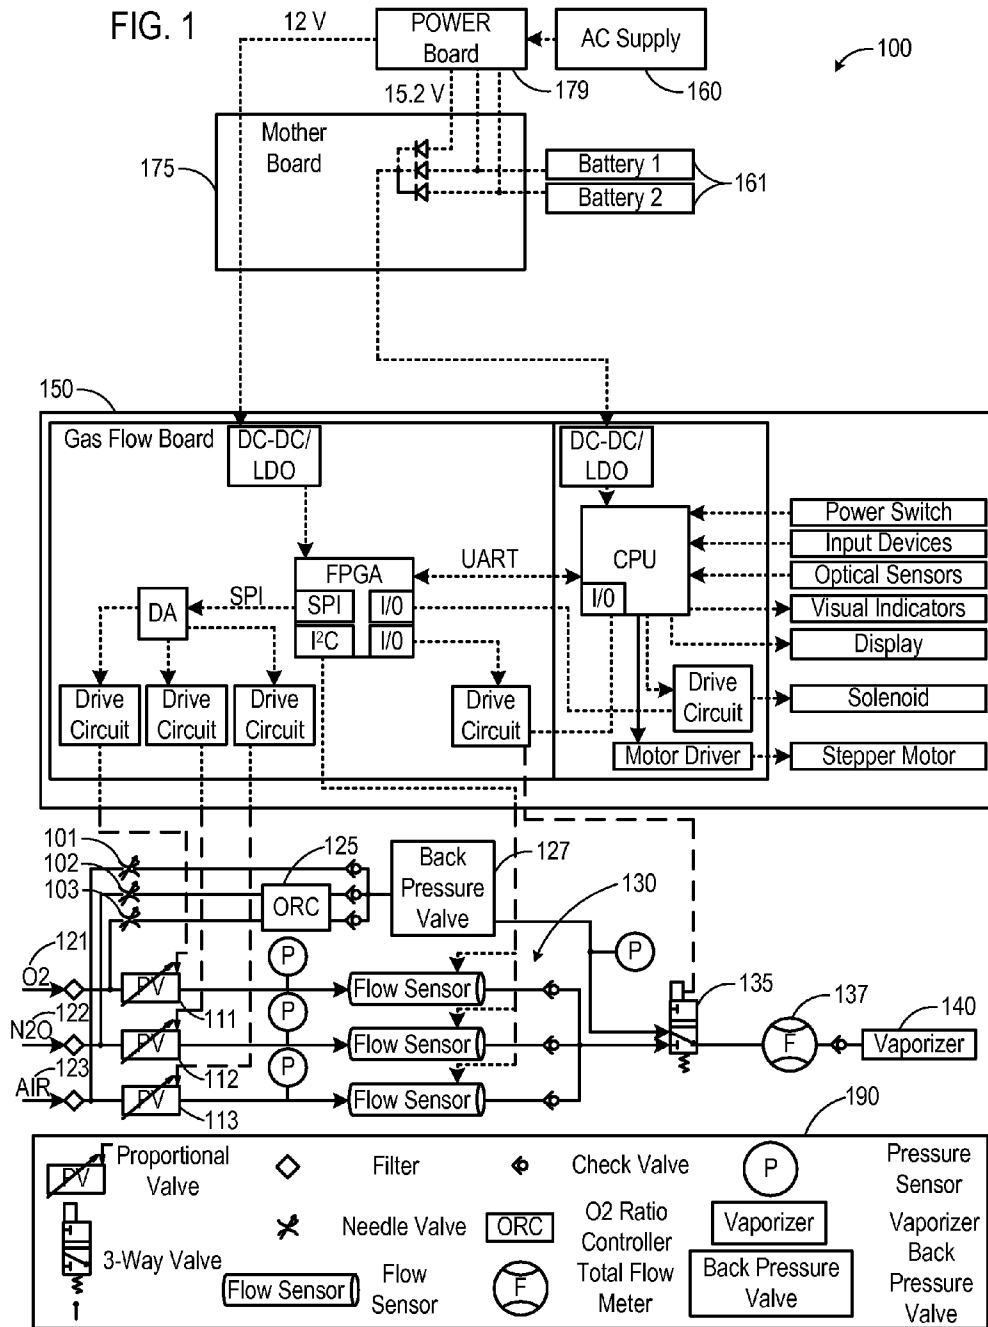 FIG. 1
12 V
POWER
Board
AC Supply
100
179
160
15.2 V
Mother
Board
175
Battery 1
Battery 2
161
150
Gas Flow Board
DC-DC/
LDO
DC-DC/
LDO
Power Switch
Input Devices
Optical Sensors
Visual Indicators
Display
Solenoid
Stepper Motor
CPU
I/0
UART
FPGA
SPI
I/0
I²C
I/0
SPI
DA
Drive
Circuit
Drive
Circuit
Drive
Circuit
Drive
Circuit
Drive
Circuit
Motor Driver
101
102
103
125
ORC
Back
Pressure
Valve
127
130
121
O2
PV
111
P
Flow Sensor
P
135
137
140
122
N2O
PV
112
P
Flow Sensor
F
Vaporizer
123
AIR
PV
113
P
Flow Sensor
190
PV
Proportional
Valve
Filter
Check Valve
P
Pressure
Sensor
3-Way Valve
Needle Valve
ORC
O2 Ratio
Controller
Vaporizer
Vaporizer
Flow Sensor
Flow
Sensor
F
Total Flow
Meter
Back Pressure
Valve
Back
Pressure
Valve